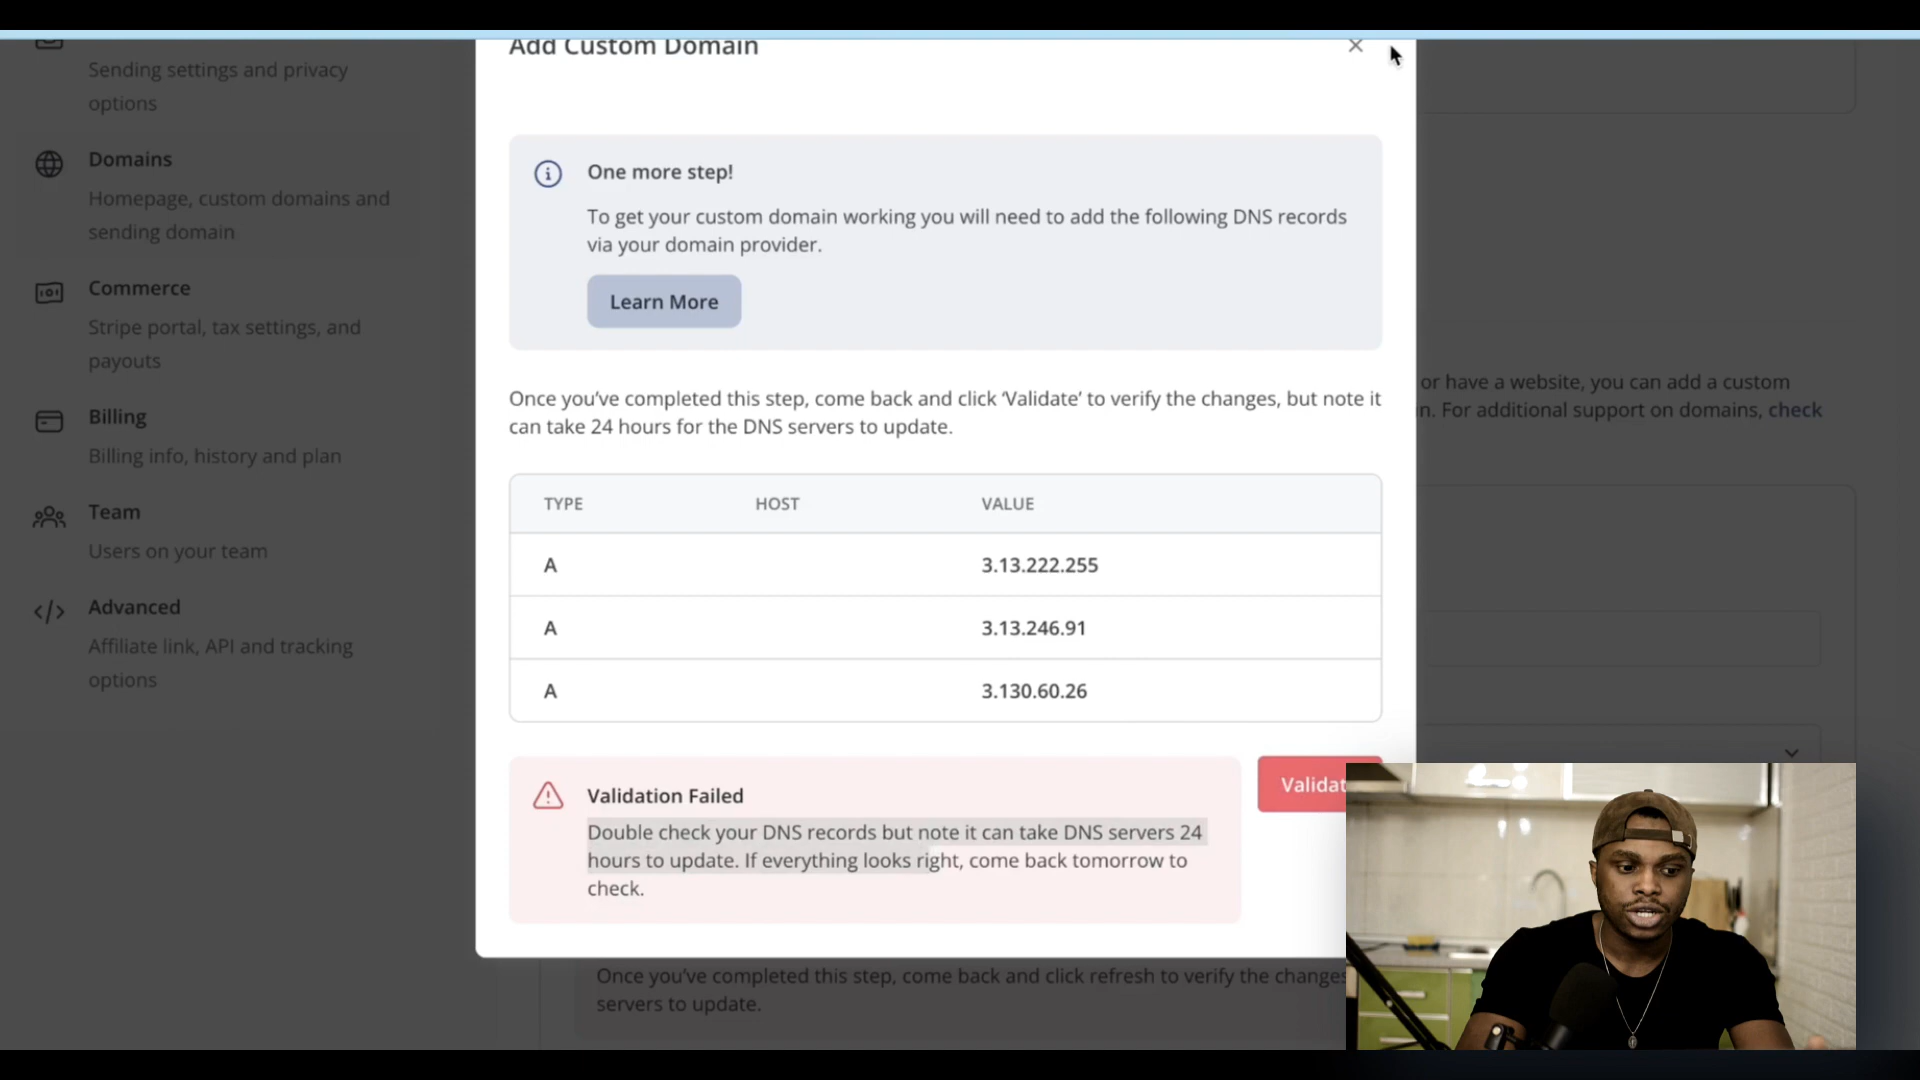 Add Custom Domain
Sending settings and privacy
options
Domains
Homepage, custom domains and
sending domain
Commerce
Stripe portal, tax settings, and
payouts
Billing
Billing info, history and plan
Team
Users on your team
Advanced
Affiliate link, API and tracking
options
One more step!
To get your custom domain working you will need to add the following DNS records
via your domain provider.
Learn More
Once you've completed this step, come back and click ‘Validate’ to verify the changes, but note it
can take 24 hours for the DNS servers to update.
TYPE HOST VALUE
A 3.13.222.255
A 3.13.246.91
A 3.130.60.26
Validation Failed
Double check your DNS records but note it can take DNS servers 24
hours to update. If everything looks right, come back tomorrow to
check.
Validat
or have a website, you can add a custom
n. For additional support on domains, check
Once you've completed this step, come back and click refresh to verify the changes
servers to update.